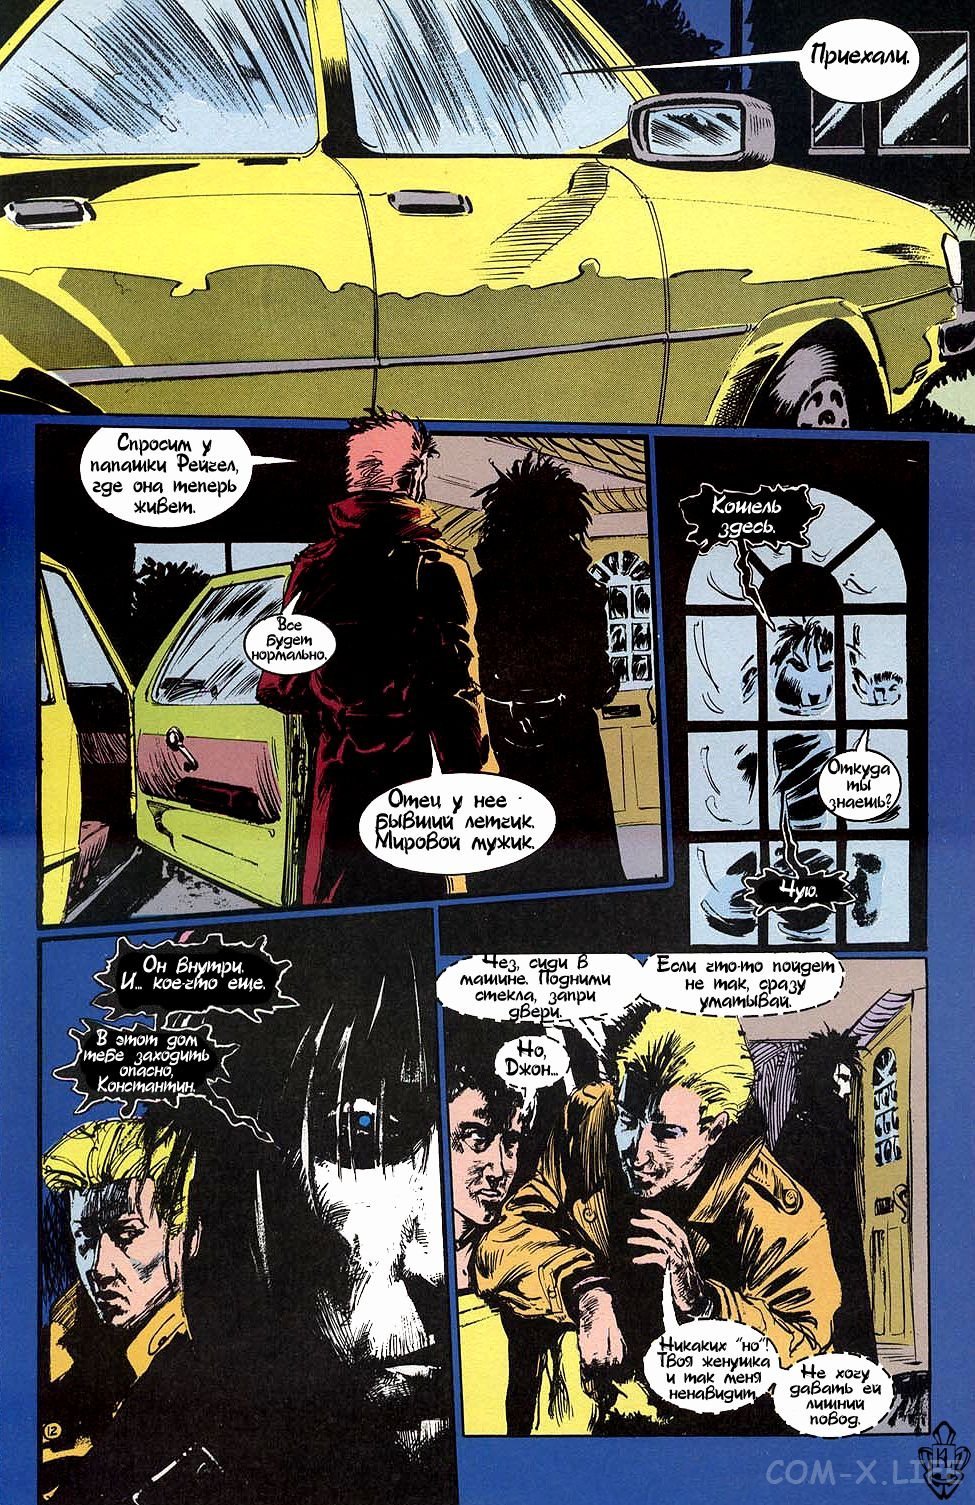 Приехали.
Спросим у
папашки Рейчел,
где она теперь
живет.
Все
будет
нормально.
Отец у нее -
бывший летчик.
Мировой мужик.
Кошель
здесь.
Откуда
ты
знаешь?
Чую.
Он внутри.
И... кое-что еще.
В этот дом
тебе заходить
опасно,
Константин.
Чез, сиди в
машине. Подними
стекла, запри
двери.
Если что-то пойдет
не так, сразу
уматывай.
Но,
Джон...
Никаких "но"!
Твоя женушка
и так меня
ненавидит.
Не хочу
давать ей
лишний
повод.
12
COM-X.LIFE